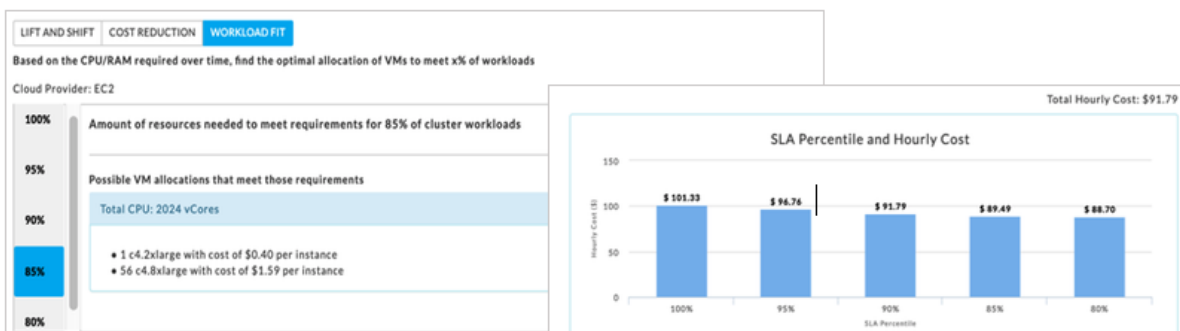 LIFT AND SHIFT COST REDUCTION WORKLOAD FIT
Based on the CPU/RAM required over time, find the optimal allocation of VMs to meet x% of workloads
Cloud Provider: EC2
100%
95%
90%
85%
80%
Amount of resources needed to meet requirements for 85% of cluster workloads
Possible VM allocations that meet those requirements
Total CPU: 2024 vCores
• 1 c4.2xlarge with cost of $0.40 per instance
• 56 c4.8xlarge with cost of $1.59 per instance
Total Hourly Cost: $91.79
SLA Percentile and Hourly Cost
Hourly Cost ($)
150
100
50
0
$ 101.33 $ 96.76 $ 91.79 $ 89.49 $ 88.70
100% 95% 90% 85% 80%
SLA Percentile